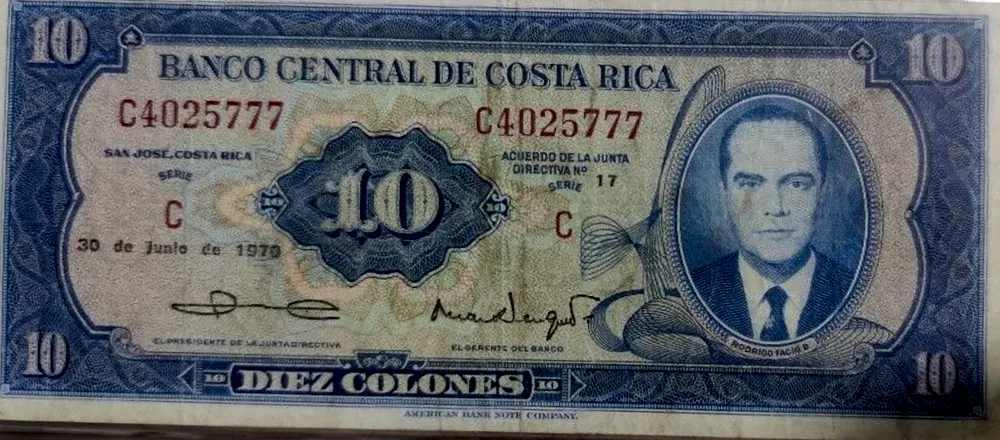 10 10
BANCO CENTRAL DE COSTA RICA
C4025777 C4025777
SAN JOSÉ, COSTA RICA
ACUERDO DE LA JUNTA
DIRECTIVA Nº 17
SERIE SERIE
C C
10
30 de Junio de 1970
EL PRESIDENTE DE LA JUNTA DIRECTIVA
EL GERENTE DEL BANCO
RODRIGO FACIO B.
10 10
10 DIEZ COLONES 10
AMERICAN BANK NOTE COMPANY.